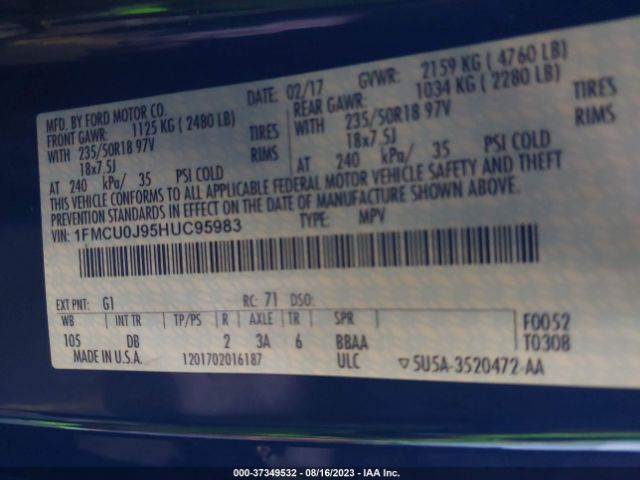 MFD. BY FORD MOTOR CO. DATE: 02/17 GVWR: 2159 KG ( 4760 LB)
FRONT GAWR: 1125 KG ( 2480 LB) REAR GAWR: 1034 KG ( 2280 LB)
WITH 235/50R18 97V TIRES WITH 235/50R18 97V TIRES
18x7.5J RIMS 18x7.5J RIMS
AT 240 kPa/ 35 PSI COLD AT 240 kPa/ 35 PSI COLD
THIS VEHICLE CONFORMS TO ALL APPLICABLE FEDERAL MOTOR VEHICLE SAFETY AND THEFT
PREVENTION STANDARDS IN EFFECT ON THE DATE OF MANUFACTURE SHOWN ABOVE.
VIN: 1FMCU0J95HUC95983 TYPE: MPV
EXT PNT: G1 RC: 71 DSO:
WB INT TR TP/PS R AXLE TR SPR F0052
105 DB 2 3A 6 BBAA T0308
MADE IN U.S.A. 1201702016187 ULC 5U5A-3520472-AA
000-37349532 - 08/16/2023 - IAA Inc.